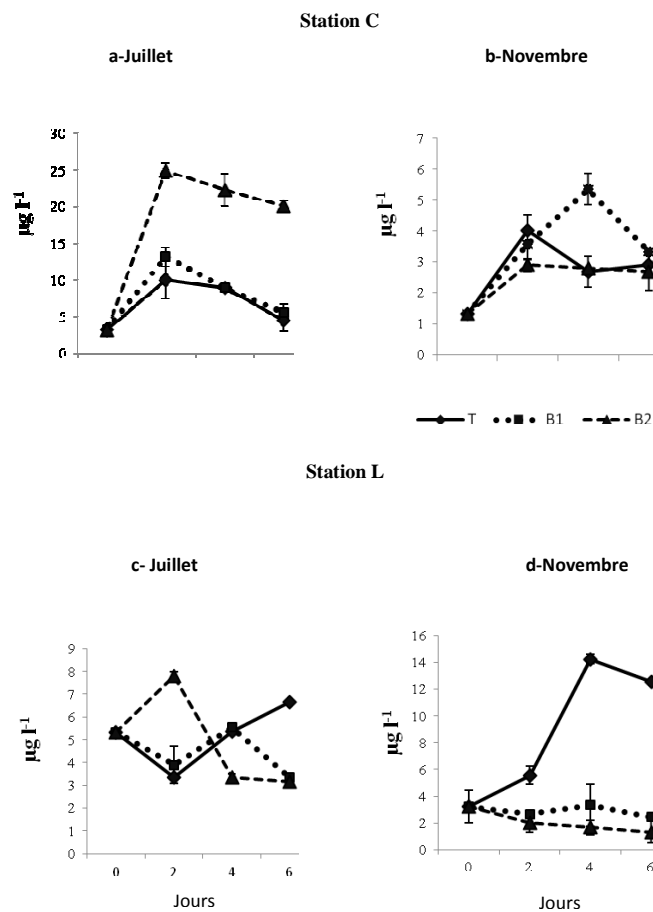 Station C
a-Juillet
b-Novembre
µg l-1
30
25
20
15
10
5
0
µg l-1
7
6
5
4
3
2
1
0
T B1 B2
Station L
c- Juillet
d-Novembre
µg l-1
9
8
7
6
5
4
3
2
1
0
0 2 4 6
Jours
µg l-1
16
14
12
10
8
6
4
2
0
0 2 4 6
Jours